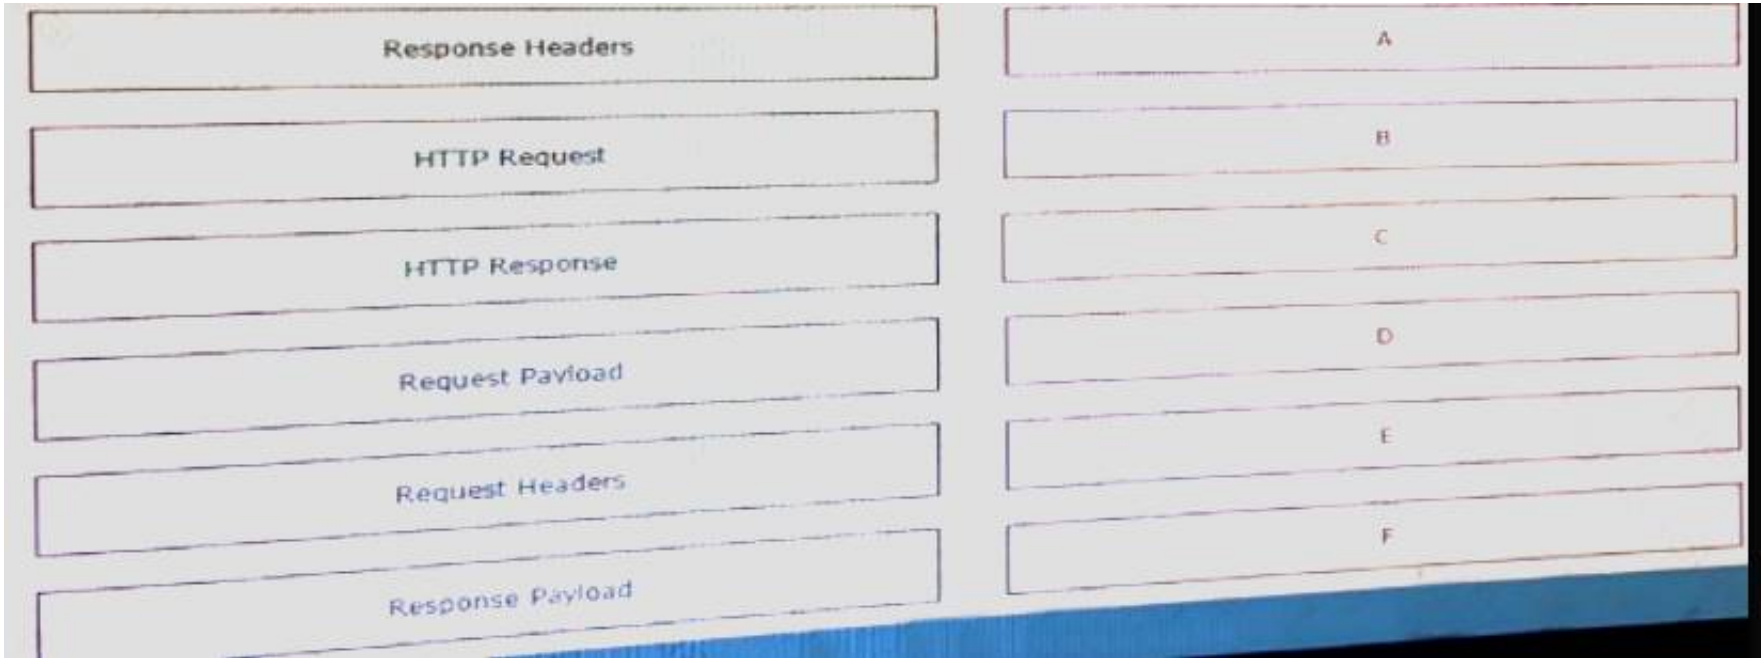 Response Headers
A
HTTP Request
B
HTTP Response
C
Request Payload
D
Request Headers
E
Response Payload
F